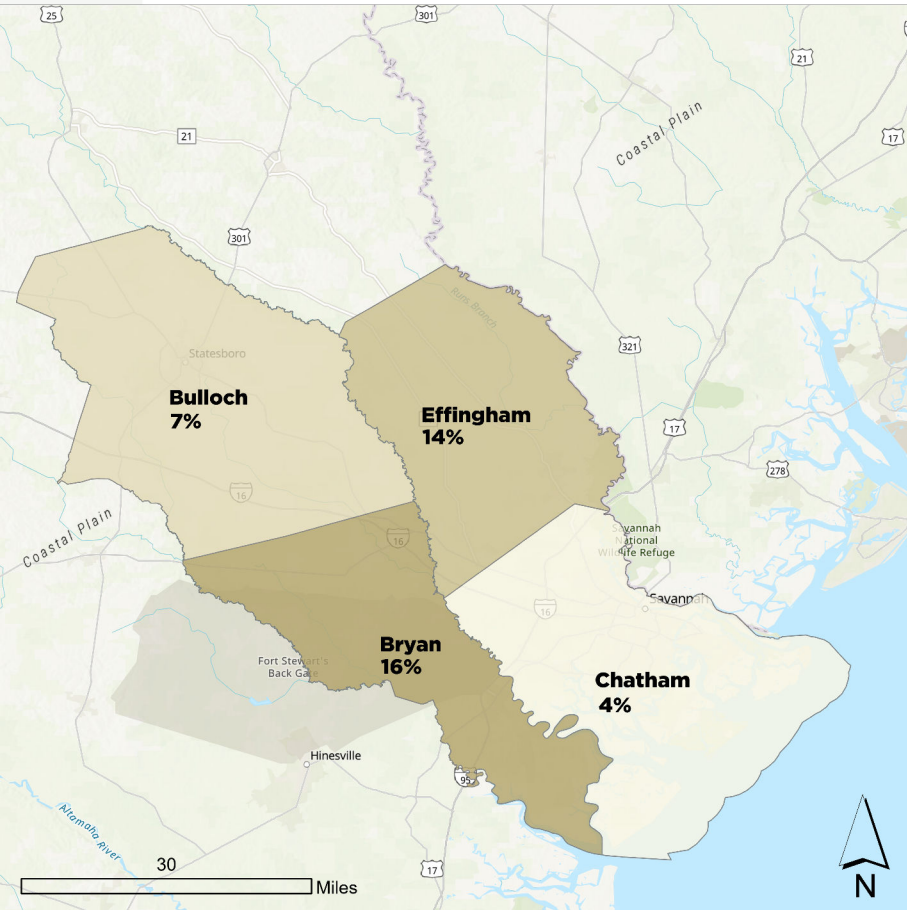 25
301
21
Coastal Plain
21
17
301
Runs Branch
321
Statesboro
Bulloch
7%
Effingham
14%
17
278
16
Coastal Plain
16
Savannah
National
Wildlife Refuge
16
Savannah
Bryan
16%
Fort Stewart's
Back Gate
Chatham
4%
Hinesville
95
Altamaha River
30
Miles
17
N